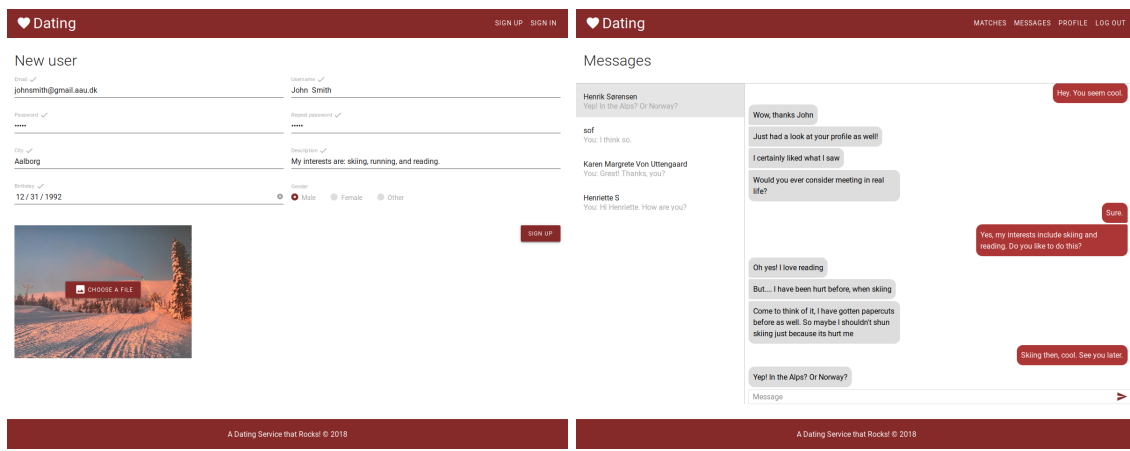 Dating
SIGN UP SIGN IN
New user
Email
Username
johnsmith@gmail.aau.dk
John Smith
Password
Repeat password
•••••
•••••
City
Description
Aalborg
My interests are: skiing, running, and reading.
Birthday
Gender
12 / 31 / 1992
Male Female Other
SIGN UP
CHOOSE A FILE
A Dating Service that Rocks! © 2018
Dating
MATCHES MESSAGES PROFILE LOG OUT
Messages
Henrik Sørensen
Yep! In the Alps? Or Norway?
sof
You: I think so.
Karen Margrete Von Uttengaard
You: Great! Thanks, you?
Henriette S
You: Hi Henriette. How are you?
Hey. You seem cool.
Wow, thanks John
Just had a look at your profile as well!
I certainly liked what I saw
Would you ever consider meeting in real
life?
Sure.
Yes, my interests include skiing and
reading. Do you like to do this?
Oh yes! I love reading
But.... I have been hurt before, when skiing
Come to think of it, I have gotten papercuts
before as well. So maybe I shouldn't shun
skiing just because its hurt me
Skiing then, cool. See you later.
Yep! In the Alps? Or Norway?
Message
A Dating Service that Rocks! © 2018